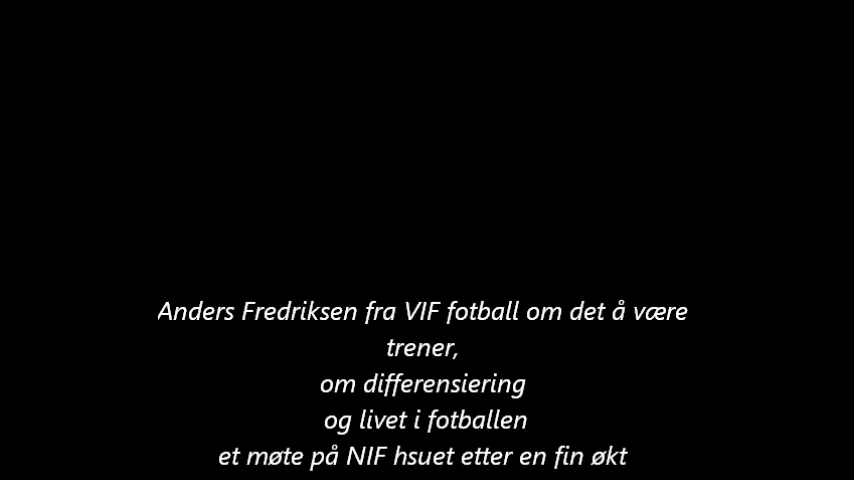 Anders Fredriksen fra VIF fotball om det å være
trener,
om differensiering
og livet i fotballen
et møte på NIF hsuet etter en fin økt